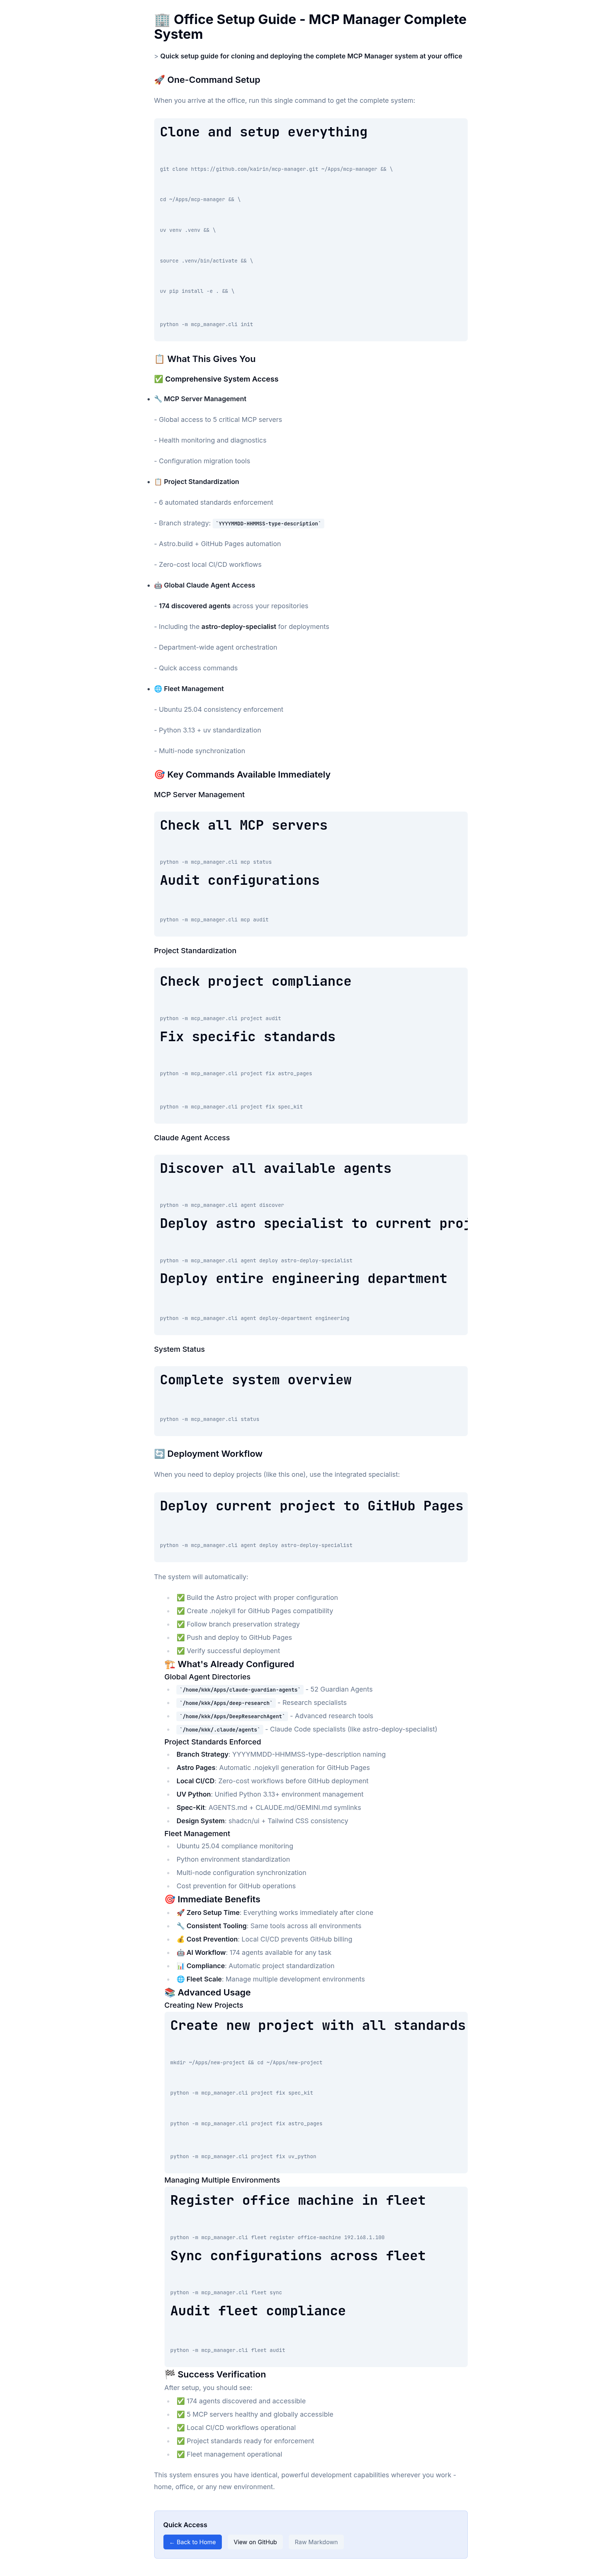 🏢 Office Setup Guide - MCP Manager Complete
System
> Quick setup guide for cloning and deploying the complete MCP Manager system at your office
🚀 One-Command Setup
When you arrive at the office, run this single command to get the complete system:
Clone and setup everything
git clone https://github.com/kairin/mcp-manager.git ~/Apps/mcp-manager && \
cd ~/Apps/mcp-manager && \
uv venv .venv && \
source .venv/bin/activate && \
uv pip install -e . && \
python -m mcp_manager.cli init
📋 What This Gives You
✅ Comprehensive System Access
• 🔧 MCP Server Management
- Global access to 5 critical MCP servers
- Health monitoring and diagnostics
- Configuration migration tools
• 📋 Project Standardization
- 6 automated standards enforcement
- Branch strategy: `YYYYMMDD-HHMMSS-type-description`
- Astro.build + GitHub Pages automation
- Zero-cost local CI/CD workflows
• 🤖 Global Claude Agent Access
- 174 discovered agents across your repositories
- Including the astro-deploy-specialist for deployments
- Department-wide agent orchestration
- Quick access commands
• 🌐 Fleet Management
- Ubuntu 25.04 consistency enforcement
- Python 3.13 + uv standardization
- Multi-node synchronization
🎯 Key Commands Available Immediately
MCP Server Management
Check all MCP servers
python -m mcp_manager.cli mcp status
Audit configurations
python -m mcp_manager.cli mcp audit
Project Standardization
Check project compliance
python -m mcp_manager.cli project audit
Fix specific standards
python -m mcp_manager.cli project fix astro_pages
python -m mcp_manager.cli project fix spec_kit
Claude Agent Access
Discover all available agents
python -m mcp_manager.cli agent discover
Deploy astro specialist to current proj
python -m mcp_manager.cli agent deploy astro-deploy-specialist
Deploy entire engineering department
python -m mcp_manager.cli agent deploy-department engineering
System Status
Complete system overview
python -m mcp_manager.cli status
🔄 Deployment Workflow
When you need to deploy projects (like this one), use the integrated specialist:
Deploy current project to GitHub Pages
python -m mcp_manager.cli agent deploy astro-deploy-specialist
The system will automatically:
✅ Build the Astro project with proper configuration
✅ Create .nojekyll for GitHub Pages compatibility
✅ Follow branch preservation strategy
✅ Push and deploy to GitHub Pages
✅ Verify successful deployment
🏗️ What's Already Configured
Global Agent Directories
`/home/kkk/Apps/claude-guardian-agents` - 52 Guardian Agents
`/home/kkk/Apps/deep-research` - Research specialists
`/home/kkk/Apps/DeepResearchAgent` - Advanced research tools
`/home/kkk/.claude/agents` - Claude Code specialists (like astro-deploy-specialist)
Project Standards Enforced
Branch Strategy: YYYYMMDD-HHMMSS-type-description naming
Astro Pages: Automatic .nojekyll generation for GitHub Pages
Local CI/CD: Zero-cost workflows before GitHub deployment
UV Python: Unified Python 3.13+ environment management
Spec-Kit: AGENTS.md + CLAUDE.md/GEMINI.md symlinks
Design System: shadcn/ui + Tailwind CSS consistency
Fleet Management
Ubuntu 25.04 compliance monitoring
Python environment standardization
Multi-node configuration synchronization
Cost prevention for GitHub operations
🎯 Immediate Benefits
🚀 Zero Setup Time: Everything works immediately after clone
🔧 Consistent Tooling: Same tools across all environments
💰 Cost Prevention: Local CI/CD prevents GitHub billing
🤖 AI Workflow: 174 agents available for any task
📊 Compliance: Automatic project standardization
🌐 Fleet Scale: Manage multiple development environments
📚 Advanced Usage
Creating New Projects
Create new project with all standards
mkdir ~/Apps/new-project && cd ~/Apps/new-project
python -m mcp_manager.cli project fix spec_kit
python -m mcp_manager.cli project fix astro_pages
python -m mcp_manager.cli project fix uv_python
Managing Multiple Environments
Register office machine in fleet
python -m mcp_manager.cli fleet register office-machine 192.168.1.100
Sync configurations across fleet
python -m mcp_manager.cli fleet sync
Audit fleet compliance
python -m mcp_manager.cli fleet audit
🏁 Success Verification
After setup, you should see:
✅ 174 agents discovered and accessible
✅ 5 MCP servers healthy and globally accessible
✅ Local CI/CD workflows operational
✅ Project standards ready for enforcement
✅ Fleet management operational
This system ensures you have identical, powerful development capabilities wherever you work -
home, office, or any new environment.
Quick Access
← Back to Home
View on GitHub
Raw Markdown